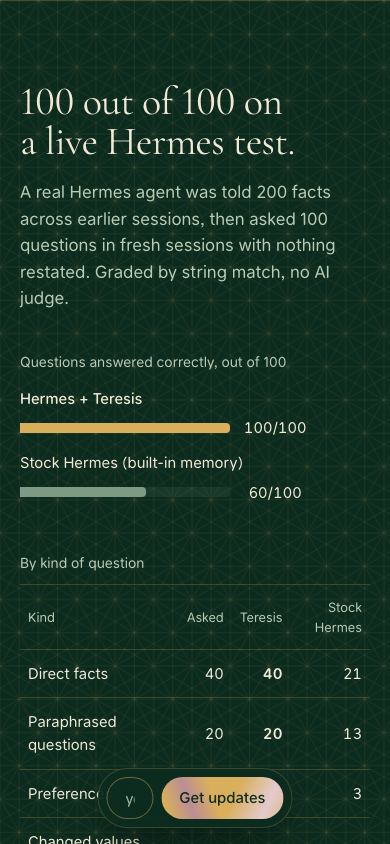 100 out of 100 on
a live Hermes test.
A real Hermes agent was told 200 facts
across earlier sessions, then asked 100
questions in fresh sessions with nothing
restated. Graded by string match, no AI
judge.
Questions answered correctly, out of 100
Hermes + Teresis
100/100
Stock Hermes (built-in memory)
60/100
By kind of question
Kind Asked Teresis Stock Hermes
Direct facts 40 40 21
Paraphrased
questions 20 20 13
3
Get updates
Changed values